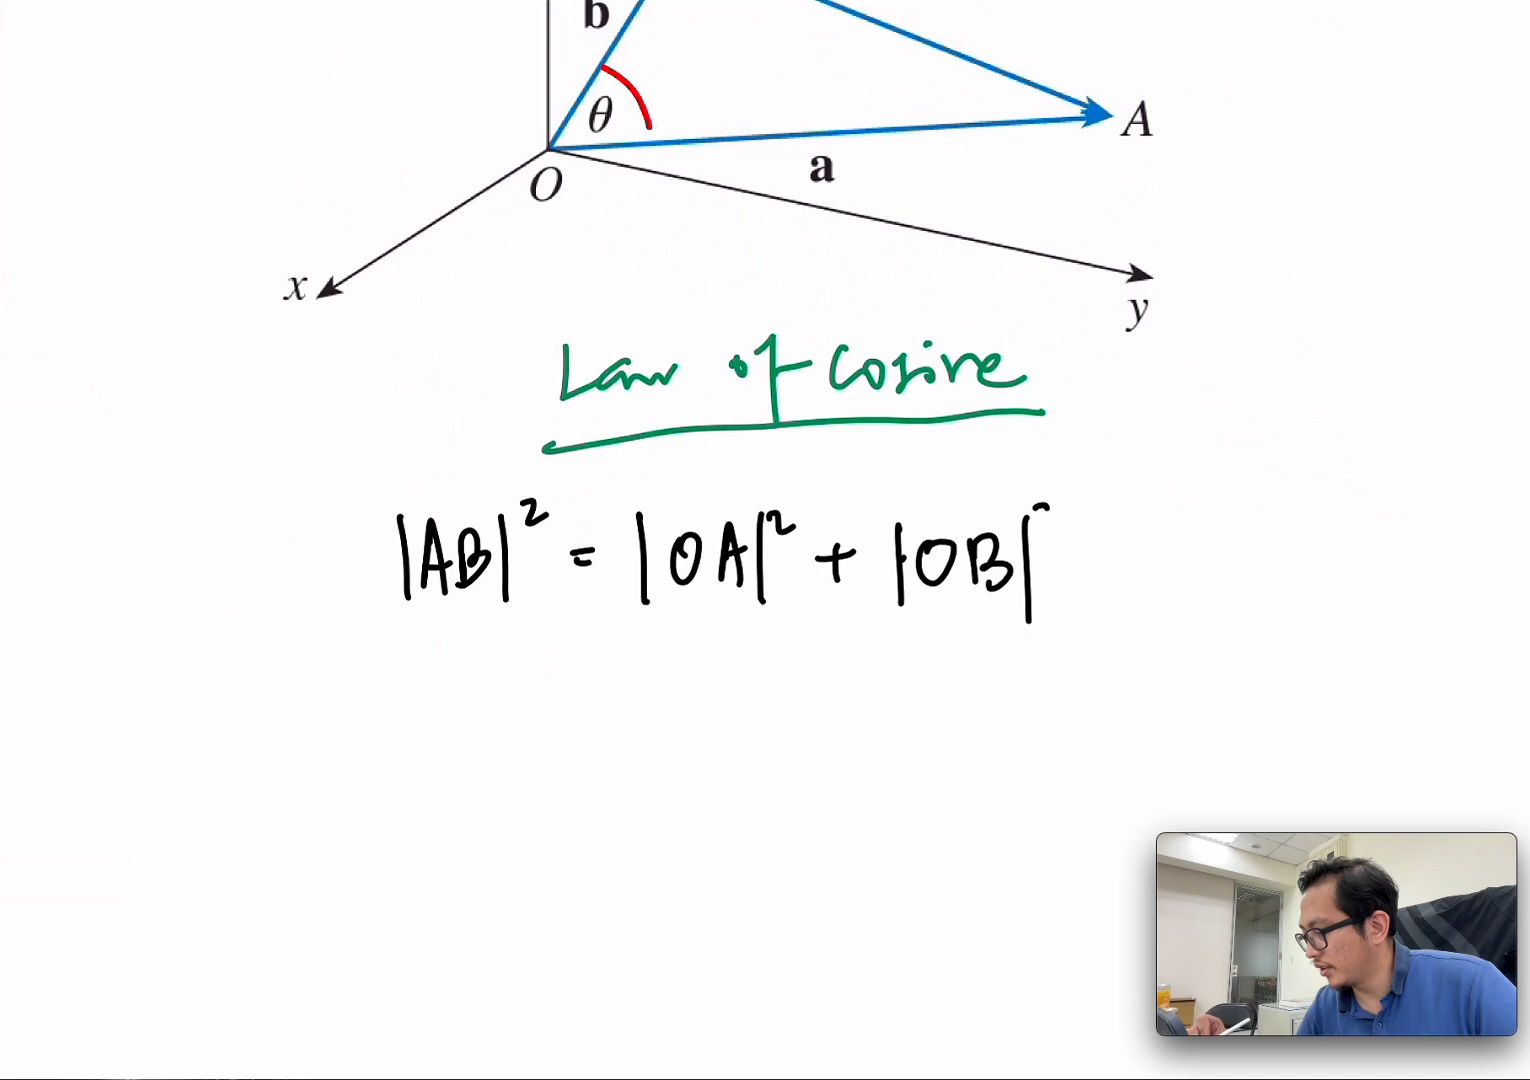 b
θ
A
a
O
x
y
Law of Cosine
|AB|² = |OA|² + |OB|